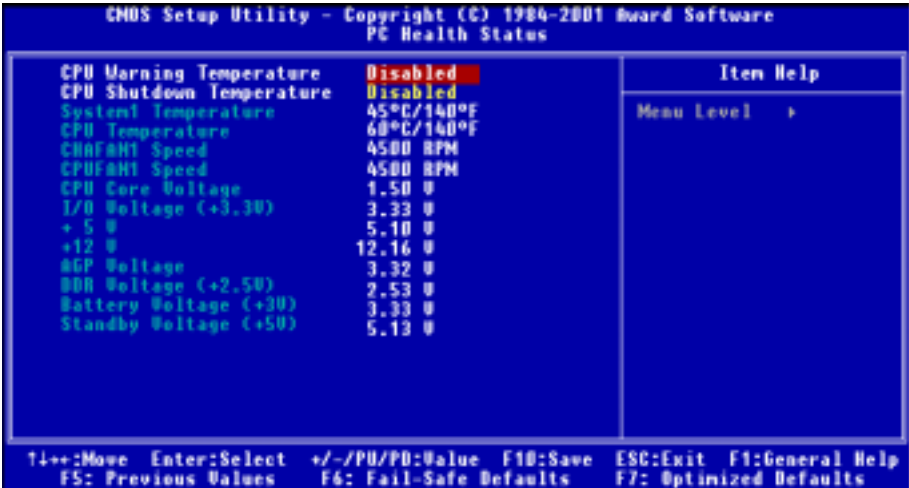 CMOS Setup Utility - Copyright (C) 1984-2001 Award Software
PC Health Status
CPU Warning Temperature Disabled
CPU Shutdown Temperature Disabled
System1 Temperature 45°C/140°F
CPU Temperature 60°C/140°F
CHAFAN1 Speed 4500 RPM
CPUFAN1 Speed 4500 RPM
CPU Core Voltage 1.50 V
I/O Voltage (+3.3V) 3.33 V
+ 5 V 5.10 V
+12 V 12.16 V
AGP Voltage 3.32 V
DDR Voltage (+2.5V) 2.53 V
Battery Voltage (+3V) 3.33 V
Standby Voltage (+5V) 5.13 V
Item Help
Menu Level ▸
↑↓→←:Move Enter:Select +/-/PU/PD:Value F10:Save ESC:Exit F1:General Help
F5: Previous Values F6: Fail-Safe Defaults F7: Optimized Defaults